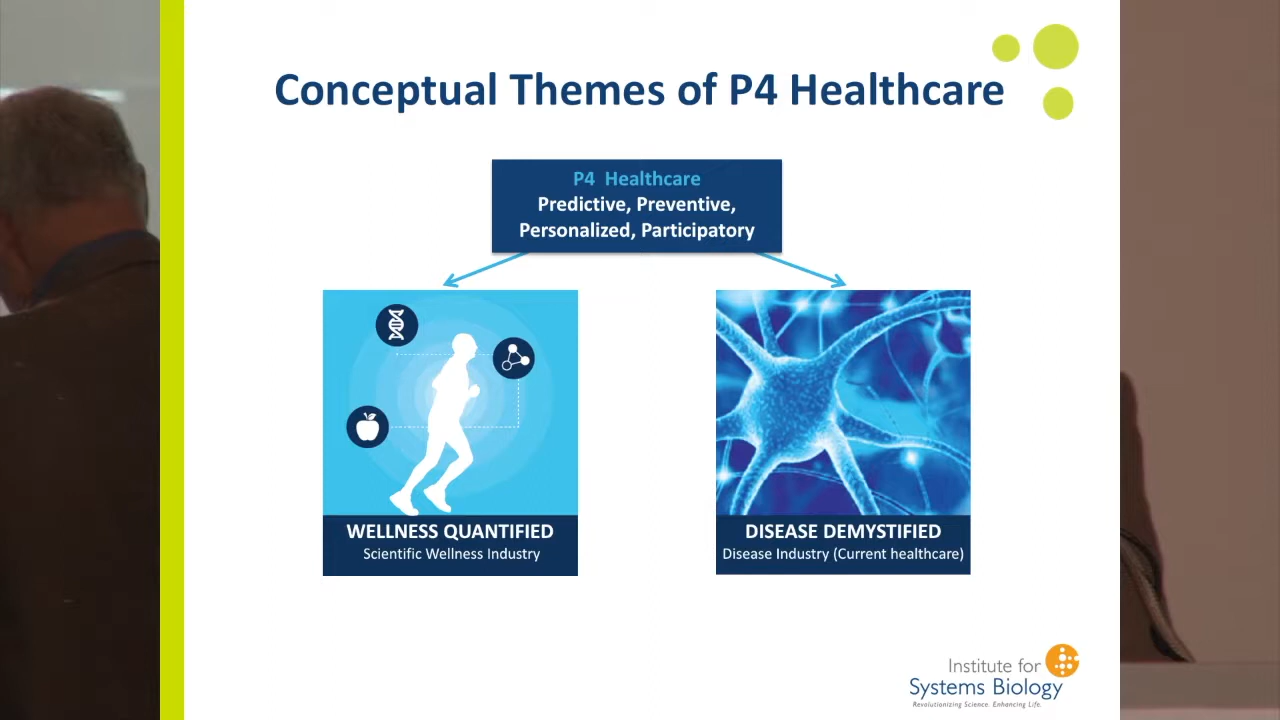 Conceptual Themes of P4 Healthcare
P4 Healthcare
Predictive, Preventive,
Personalized, Participatory
WELLNESS QUANTIFIED
Scientific Wellness Industry
DISEASE DEMYSTIFIED
Disease Industry (Current healthcare)
Institute for
Systems Biology
Revolutionizing Science. Enhancing Life.